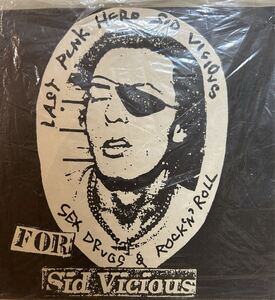 LAST PUNK HERO SID VICIOUS
SEX DRUGS & ROCK N ROLL
FOR
Sid Vicious